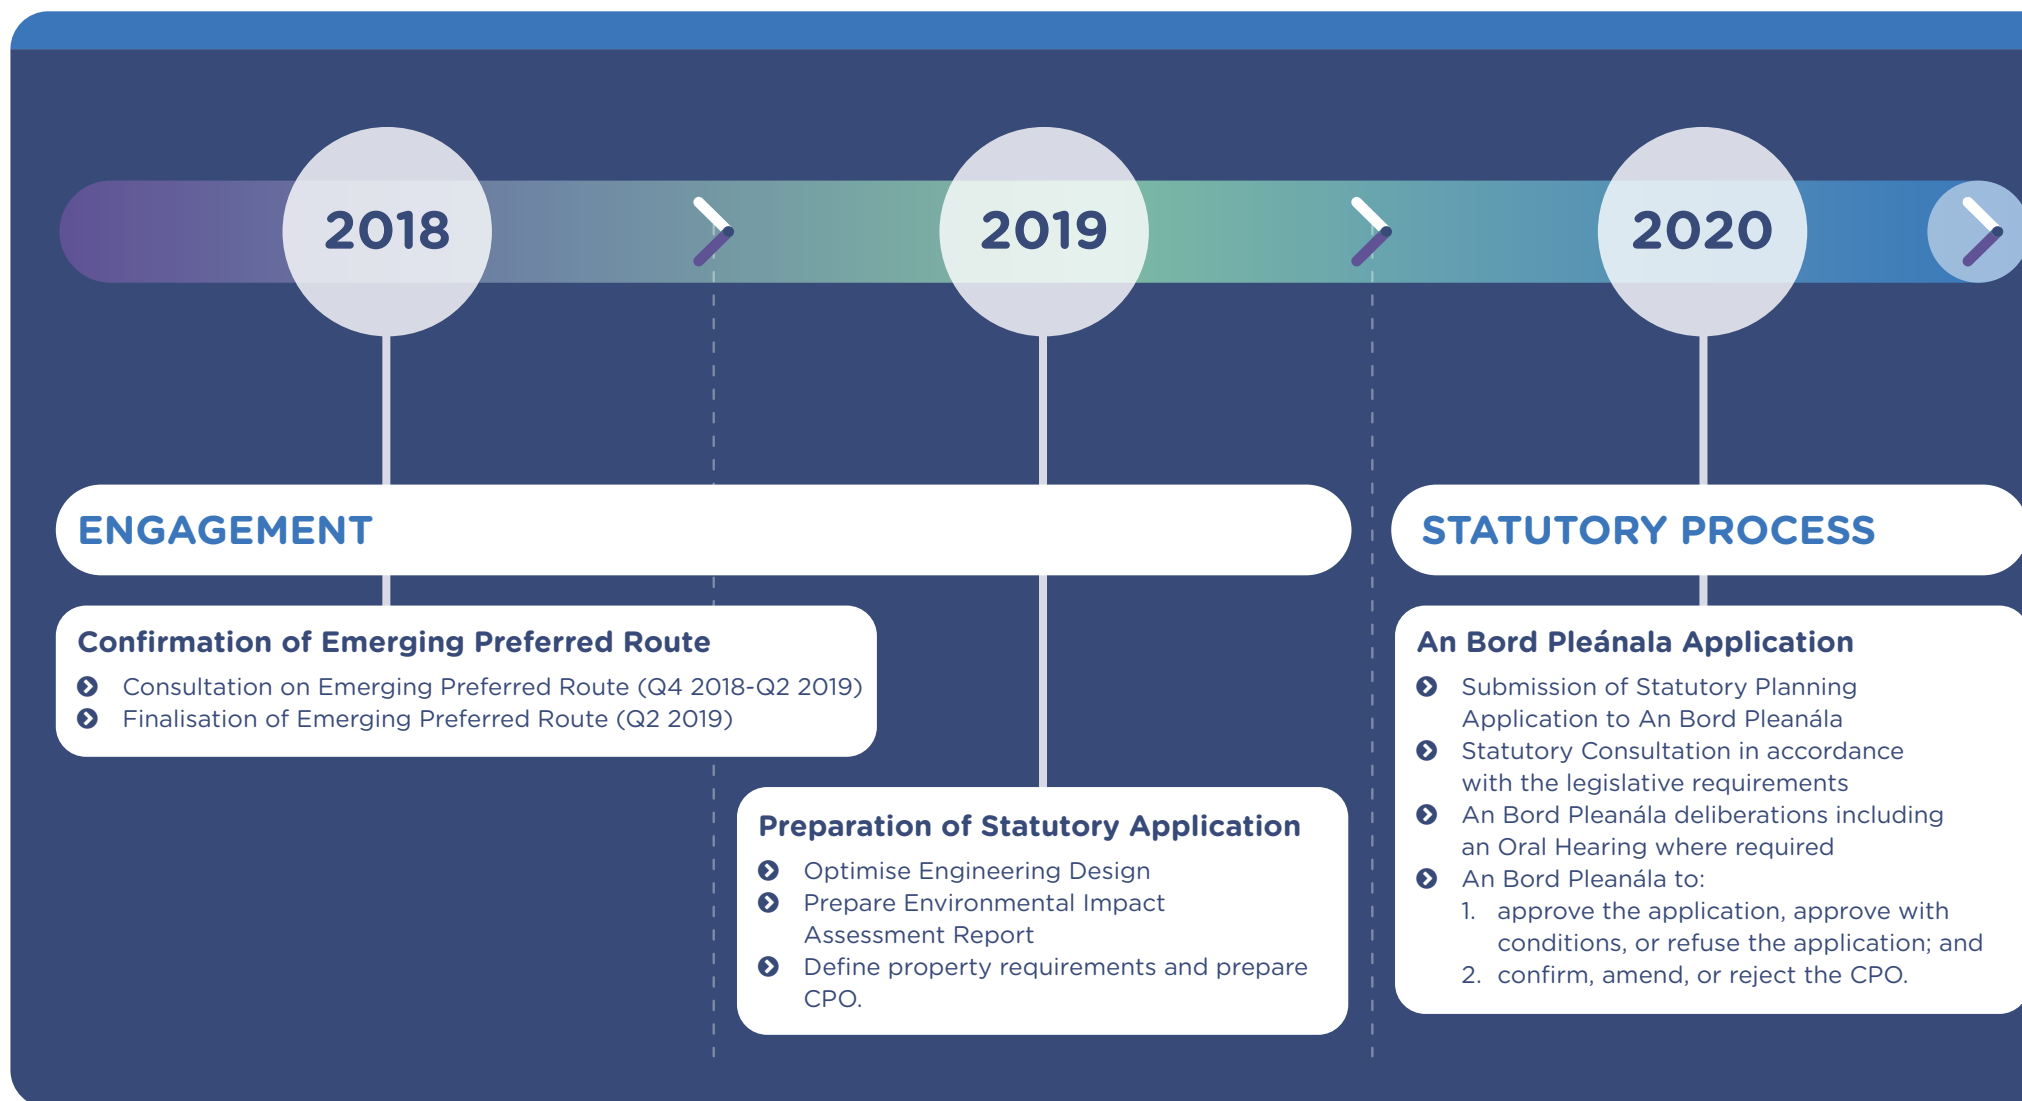 2018
2019
2020
ENGAGEMENT
STATUTORY PROCESS
Confirmation of Emerging Preferred Route
Consultation on Emerging Preferred Route (Q4 2018-Q2 2019)
Finalisation of Emerging Preferred Route (Q2 2019)
Preparation of Statutory Application
Optimise Engineering Design
Prepare Environmental Impact
Assessment Report
Define property requirements and prepare
CPO.
An Bord Pleánala Application
Submission of Statutory Planning
Application to An Bord Pleanála
Statutory Consultation in accordance
with the legislative requirements
An Bord Pleanála deliberations including
an Oral Hearing where required
An Bord Pleanála to:
1. approve the application, approve with
conditions, or refuse the application; and
2. confirm, amend, or reject the CPO.